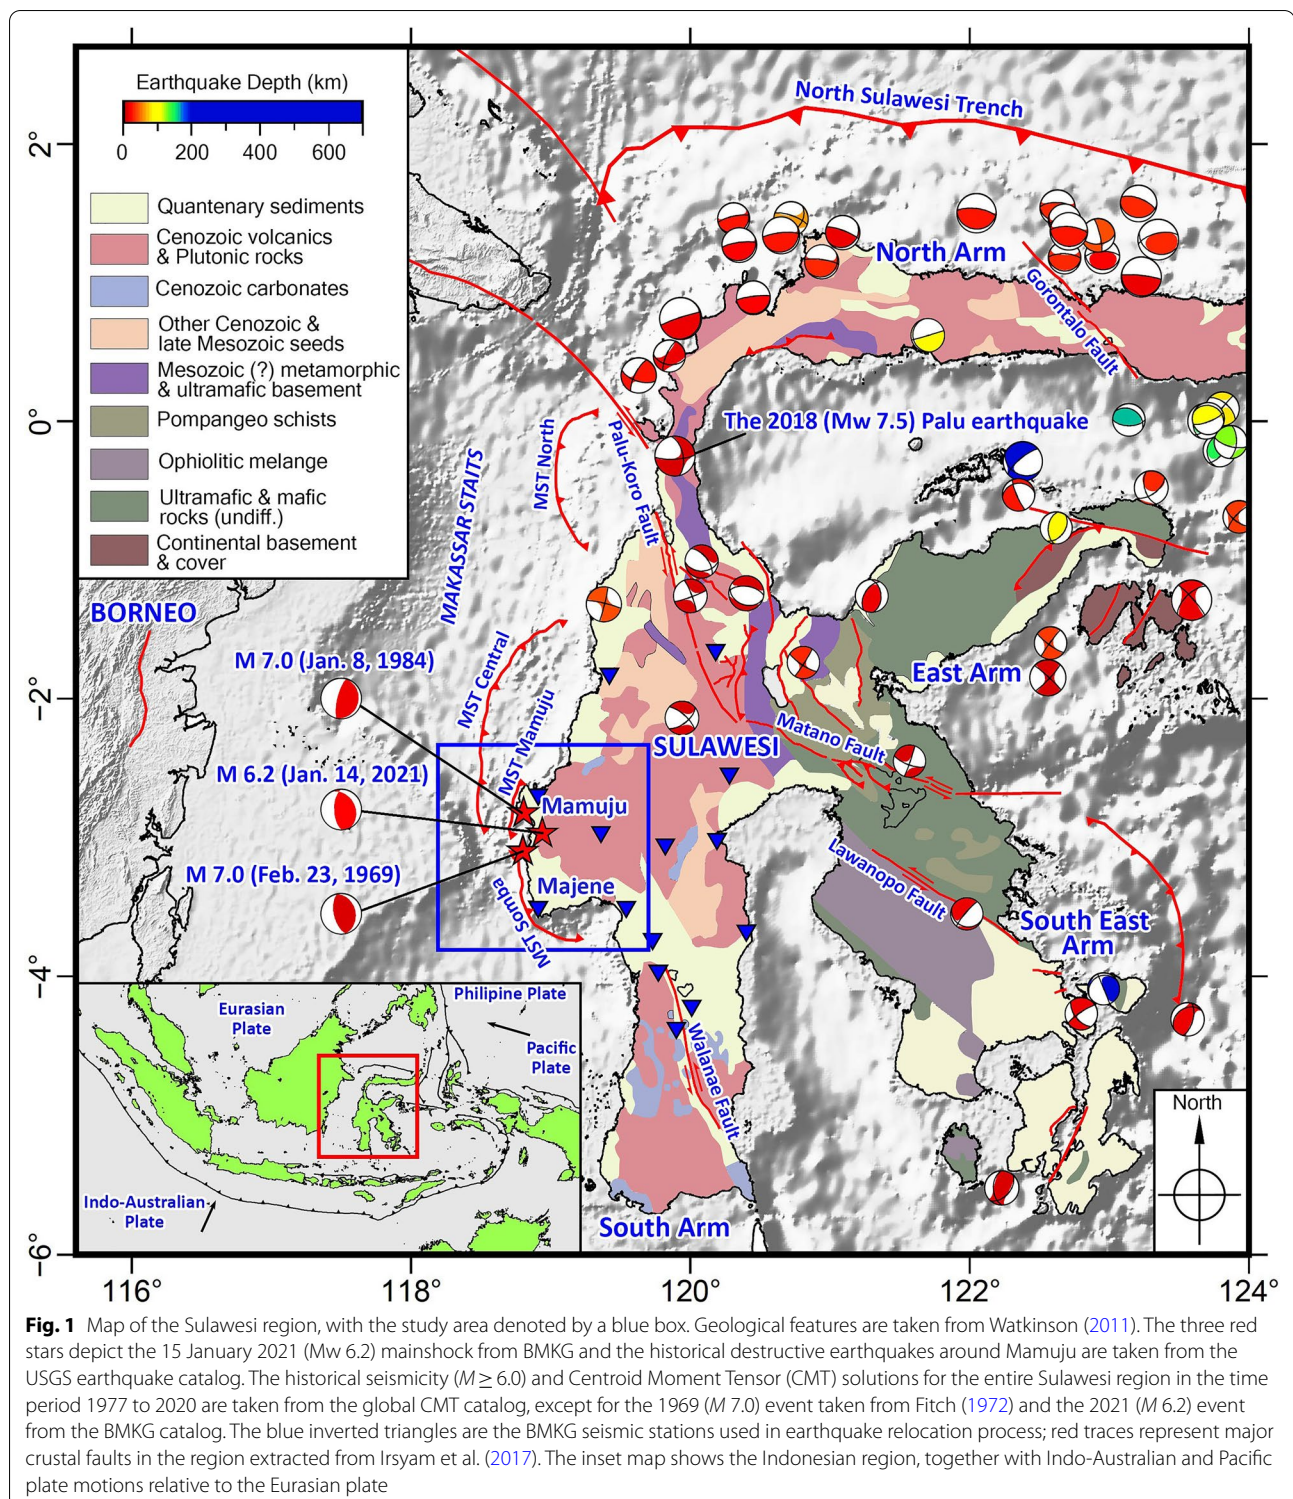 Earthquake Depth (km)
0 200 400 600
Quantenary sediments
Cenozoic volcanics
& Plutonic rocks
Cenozoic carbonates
Other Cenozoic &
late Mesozoic seeds
Mesozoic (?) metamorphic
& ultramafic basement
Pompangeo schists
Ophiolitic melange
Ultramafic & mafic
rocks (undiff.)
Continental basement
& cover
North Sulawesi Trench
North Arm
Gorontalo Fault
The 2018 (Mw 7.5) Palu earthquake
MST North
Palu-Koro Fault
MAKASSAR STAITS
BORNEO
M 7.0 (Jan. 8, 1984)
MST Central
MST Mamuju
East Arm
Matano Fault
SULAWESI
M 6.2 (Jan. 14, 2021)
Mamuju
M 7.0 (Feb. 23, 1969)
Majene
MST Somba
Lawanopo Fault
South East
Arm
Walanae Fault
South Arm
Eurasian
Plate
Philipine Plate
Pacific
Plate
Indo-Australian-
Plate
North
2°
0°
-2°
-4°
-6°
116° 118° 120° 122° 124°
Fig. 1 Map of the Sulawesi region, with the study area denoted by a blue box. Geological features are taken from Watkinson (2011). The three red
stars depict the 15 January 2021 (Mw 6.2) mainshock from BMKG and the historical destructive earthquakes around Mamuju are taken from the
USGS earthquake catalog. The historical seismicity (M ≥ 6.0) and Centroid Moment Tensor (CMT) solutions for the entire Sulawesi region in the time
period 1977 to 2020 are taken from the global CMT catalog, except for the 1969 (M 7.0) event taken from Fitch (1972) and the 2021 (M 6.2) event
from the BMKG catalog. The blue inverted triangles are the BMKG seismic stations used in earthquake relocation process; red traces represent major
crustal faults in the region extracted from Irsyam et al. (2017). The inset map shows the Indonesian region, together with Indo-Australian and Pacific
plate motions relative to the Eurasian plate